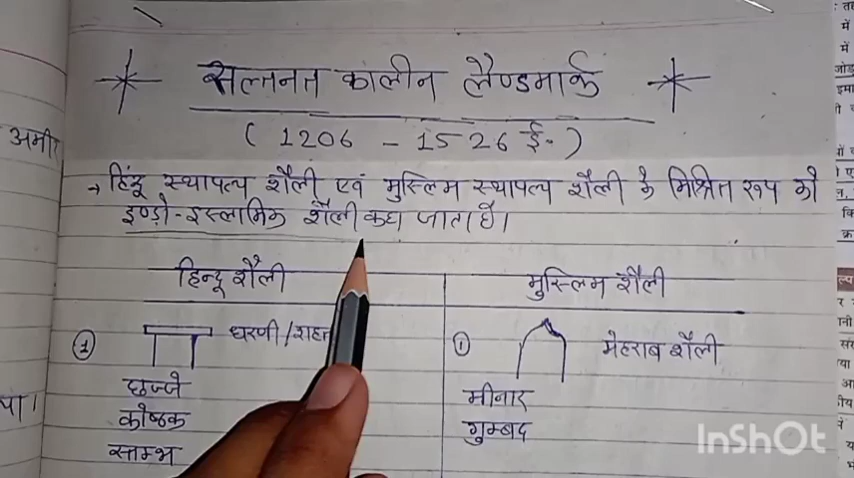 सल्तनत कालीन लैण्डमार्क
( 1206 - 1526 ई. )
→ हिंदू स्थापत्य शैली एवं मुस्लिम स्थापत्य शैली के मिश्रित रूप को
इण्डो-इस्लामिक शैली कहा जाता है।
हिन्दू शैली
मुस्लिम शैली
1 धरणी/
1 मेहराब शैली
छज्जे
कोष्ठक
स्ताम्भ
मीनार
गुम्बद
अमीर
InShOt